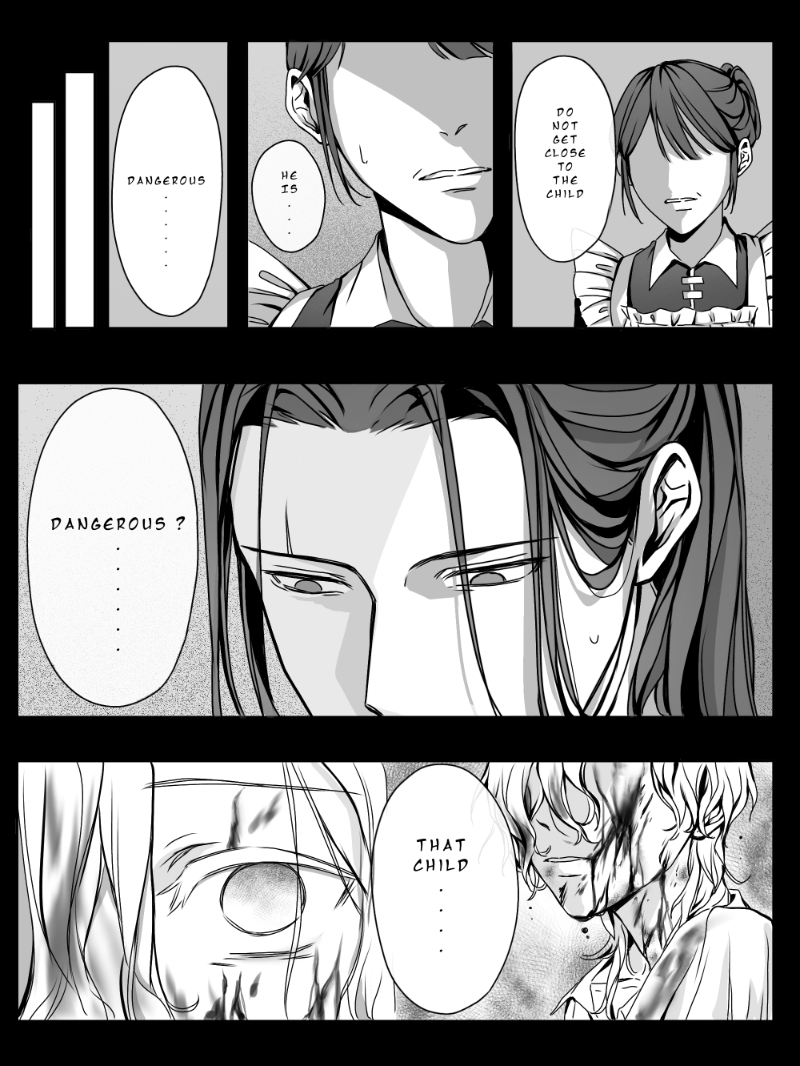 DO
NOT
GET
CLOSE
TO
THE
CHILD
HE
IS
.
.
.
DANGEROUS
.
.
.
.
.
.
DANGEROUS ?
.
.
.
.
.
.
THAT
CHILD
.
.
.
.